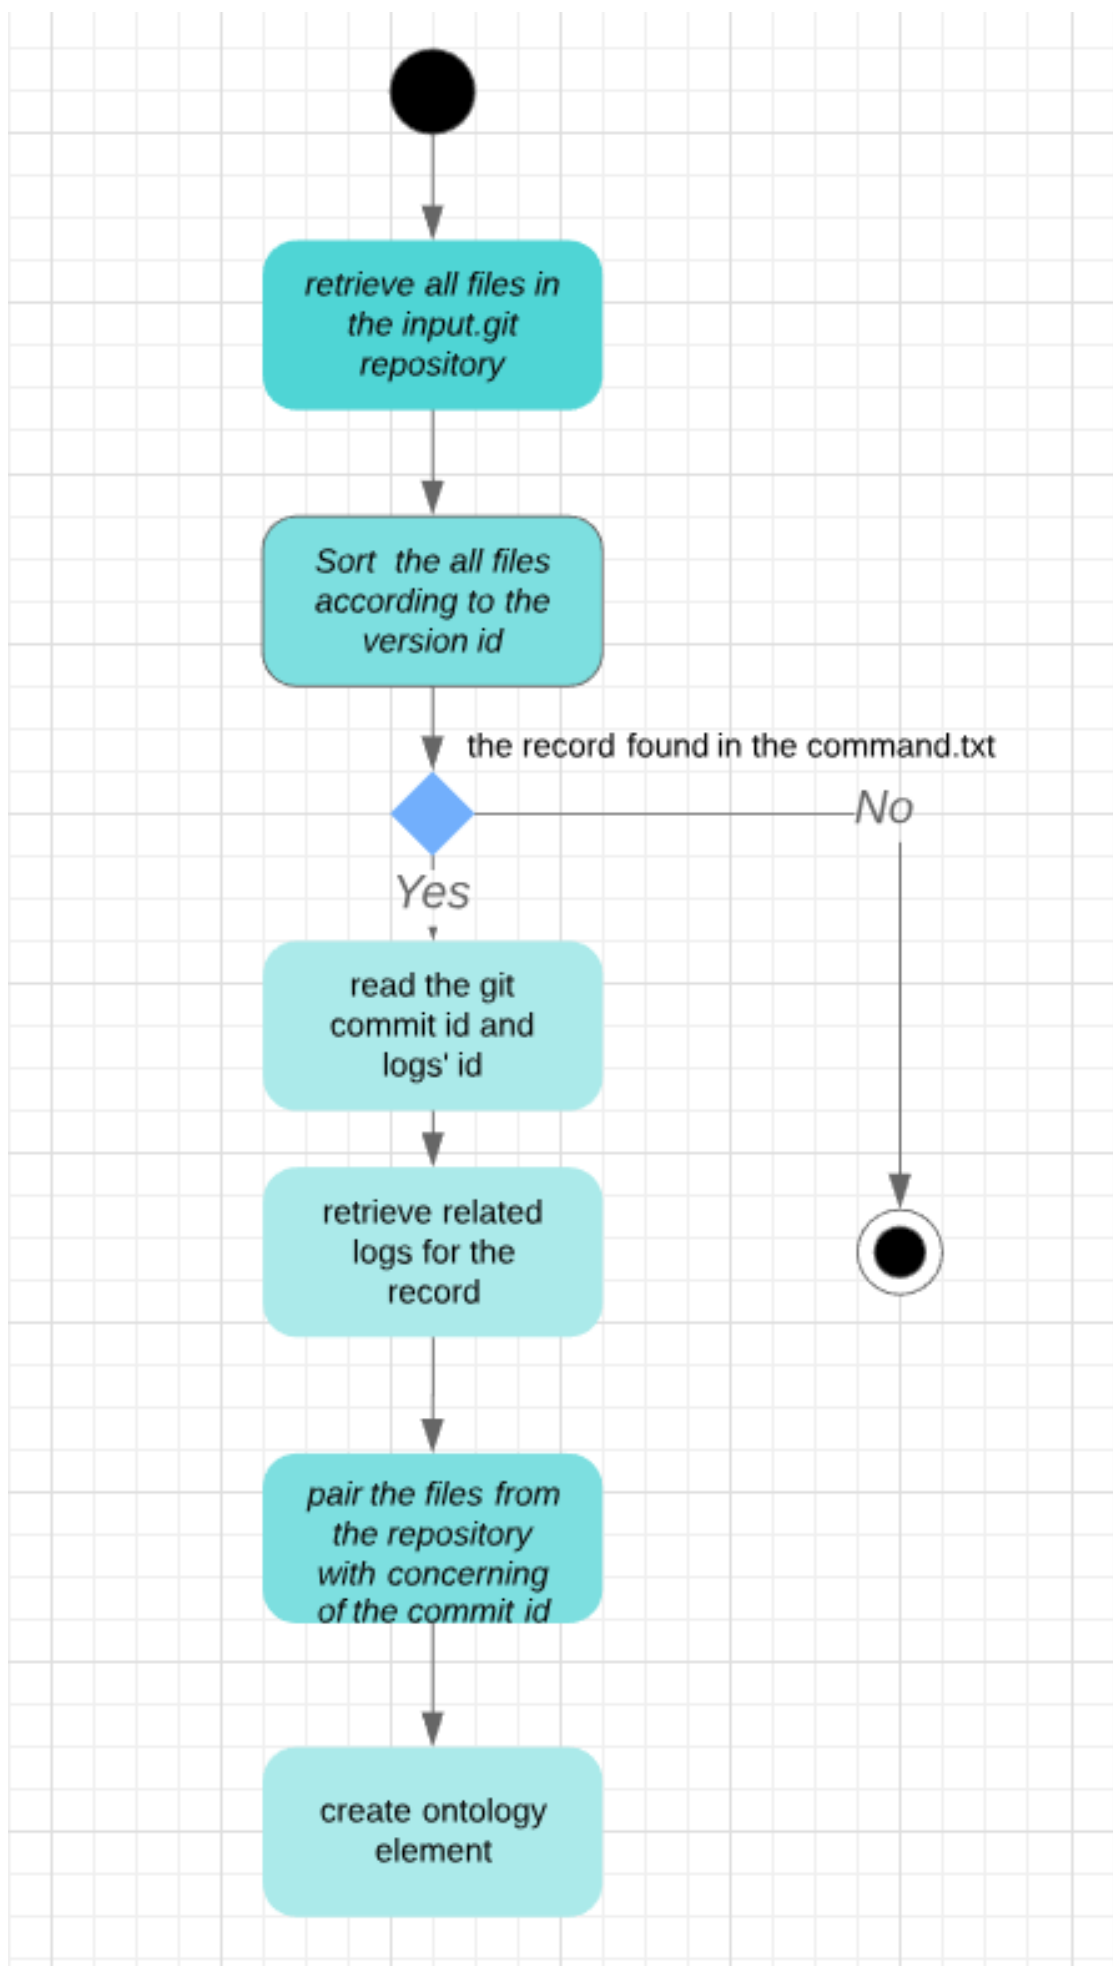 retrieve all files in
the input.git
repository
Sort  the all files
according to the
version id
the record found in the command.txt
No
Yes
read the git
commit id and
logs' id
retrieve related
logs for the
record
pair the files from
the repository
with concerning
of the commit id
create ontology
element